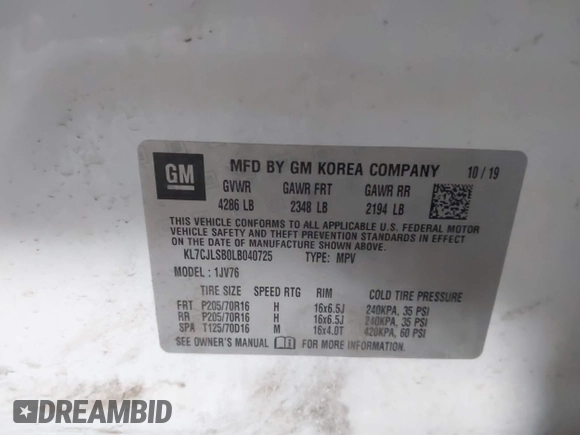 GM
MFD BY GM KOREA COMPANY 10 / 19
GVWR GAWR FRT GAWR RR
4286 LB 2348 LB 2194 LB
THIS VEHICLE CONFORMS TO ALL APPLICABLE U.S. FEDERAL MOTOR
VEHICLE SAFETY, BUMPER, AND THEFT PREVENTION STANDARDS
IN EFFECT ON THE DATE OF MANUFACTURE SHOWN ABOVE.
KL7CJLSB0LB040725 TYPE: MPV
MODEL : 1JV76
TIRE SIZE SPEED RTG RIM COLD TIRE PRESSURE
FRT P205/70R16 H 16x6.5J 240KPA, 35 PSI
RR P205/70R16 H 16x6.5J 240KPA, 35 PSI
SPA T125/70D16 M 16x4.0T 420KPA, 60 PSI
SEE OWNER'S MANUAL FOR MORE INFORMATION.
DREAMBID